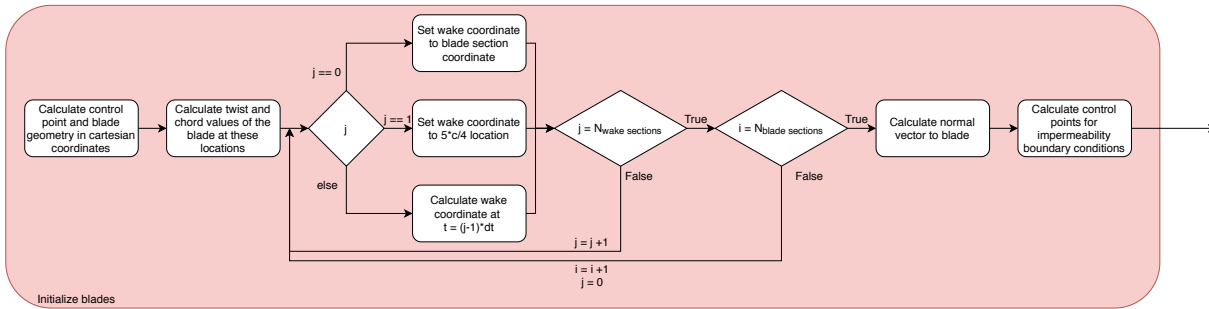 Calculate control
point and blade
geometry in cartesian
coordinates
Calculate twist and
chord values of the
blade at these
locations
j == 0
j
j == 1
else
Set wake coordinate
to blade section
coordinate
Set wake coordinate
to 5*c/4 location
Calculate wake
coordinate at
t = (j-1)*dt
j = Nwake sections
True
False
j = j +1
i = Nblade sections
True
False
i = i +1
j = 0
Calculate normal
vector to blade
Calculate control
points for
impermeability
boundary conditions
Initialize blades